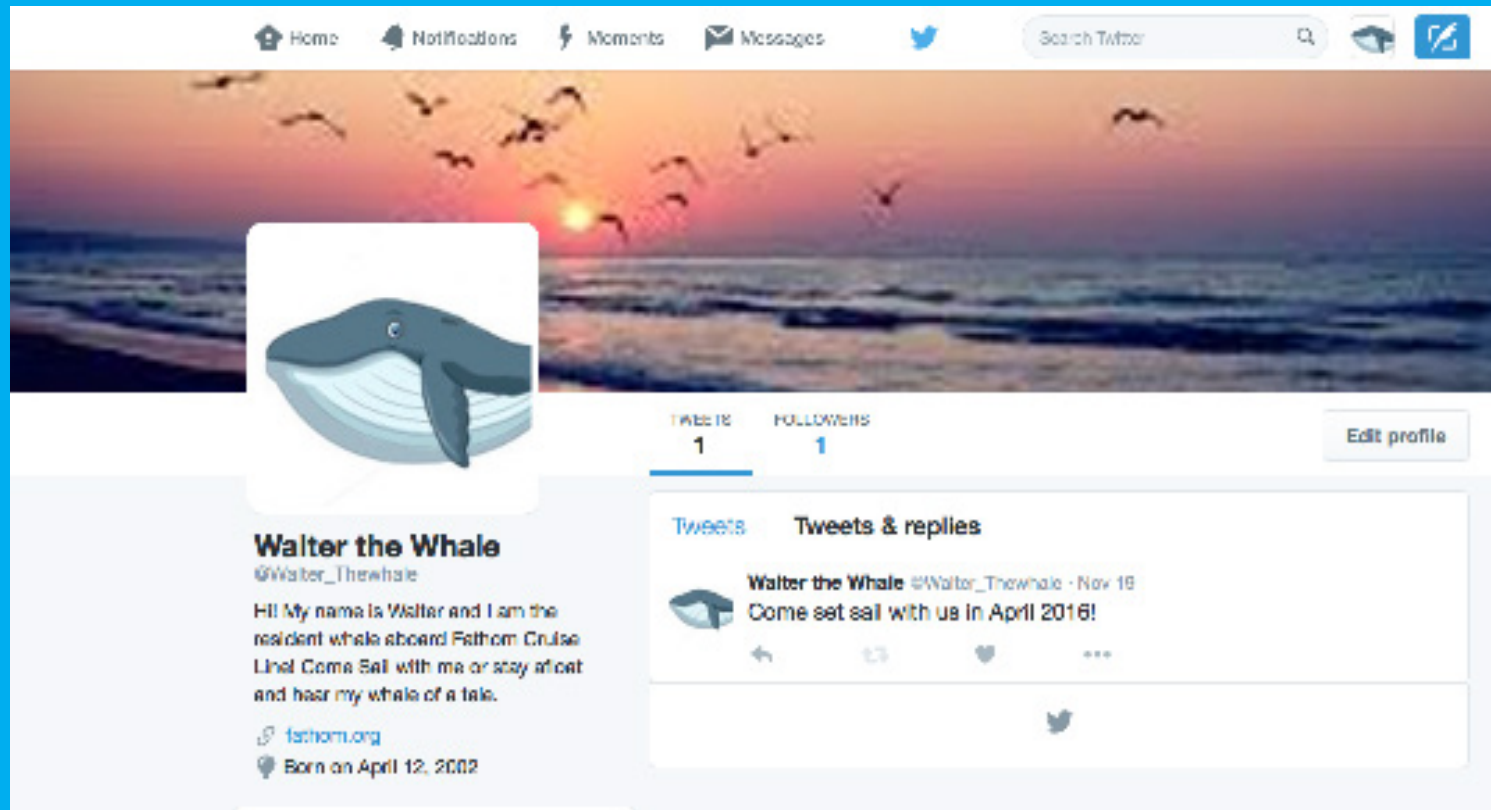 Home Notifications Moments Messages Search Twitter
TWEETS FOLLOWERS
1 1
Edit profile
Walter the Whale
@Walter_Thewhale
Hi! My name is Walter and I am the
resident whale aboard Fathom Cruise
Line! Come Sail with me or stay afloat
and hear my whale of a tale.
fathom.org
Born on April 12, 2002
Tweets Tweets & replies
Walter the Whale @Walter_Thewhale · Nov
Come set sail with us in April 2016!